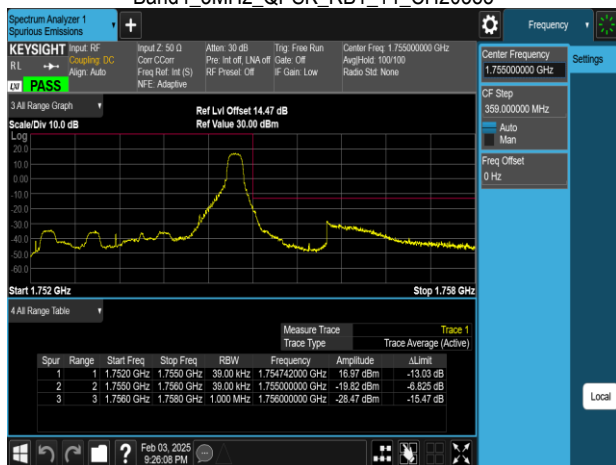 Spectrum Analyzer 1
Spurious Emissions
+
Frequency
KEYSIGHT Input: RF Input Z: 50 Ω Atten: 30 dB Trig: Free Run Center Freq: 1.755000000 GHz
RL Coupling: DC Corr CCorr Pre: Int off, LNA off Gate: Off Avg|Hold: 100/100
Align: Auto Freq Ref: Int (S) RF Preset: Off IF Gain: Low Radio Std: None
NFE: Adaptive
PASS
Center Frequency
1.755000000 GHz
Settings
CF Step
359.000000 MHz
Auto
Man
Freq Offset
0 Hz
3 All Range Graph
Ref Lvl Offset 14.47 dB
Scale/Div 10.0 dB Ref Value 30.00 dBm
Log
20.0
10.0
0.00
-10.0
-20.0
-30.0
-40.0
-50.0
-60.0
Start 1.752 GHz Stop 1.758 GHz
4 All Range Table
Measure Trace Trace 1
Trace Type Trace Average (Active)
Spur Range Start Freq Stop Freq RBW Frequency Amplitude ΔLimit
1 1 1.7520 GHz 1.7550 GHz 39.00 kHz 1.754742000 GHz 16.97 dBm -13.03 dB
2 2 1.7550 GHz 1.7560 GHz 39.00 kHz 1.755000000 GHz -19.82 dBm -6.825 dB
3 3 1.7560 GHz 1.7580 GHz 1.000 MHz 1.756000000 GHz -28.47 dBm -15.47 dB
Local
? Feb 03, 2025
9:26:08 PM